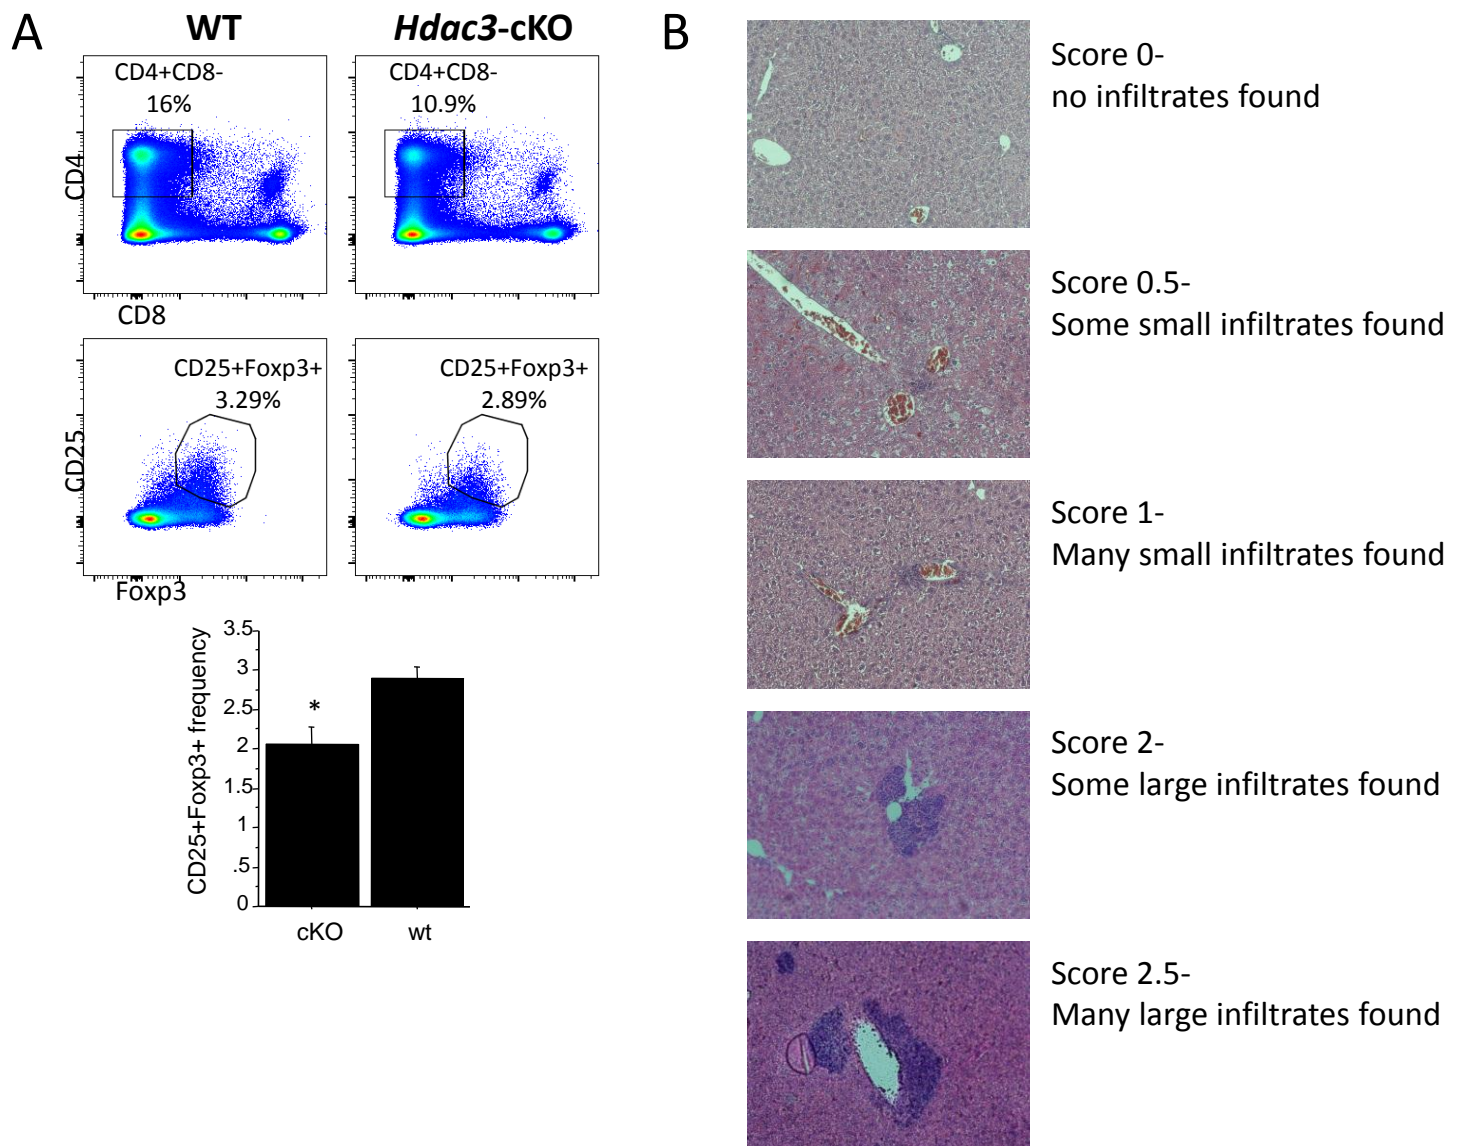 A
WT
Hdac3-cKO
CD4+CD8-
16%
CD4+CD8-
10.9%
CD4
CD8
CD25+Foxp3+
3.29%
CD25+Foxp3+
2.89%
CD25
Foxp3
CD25+Foxp3+ frequency
3.5
3
2.5
2
1.5
1
.5
0
*
cKO
wt
B
Score 0-
no infiltrates found
Score 0.5-
Some small infiltrates found
Score 1-
Many small infiltrates found
Score 2-
Some large infiltrates found
Score 2.5-
Many large infiltrates found